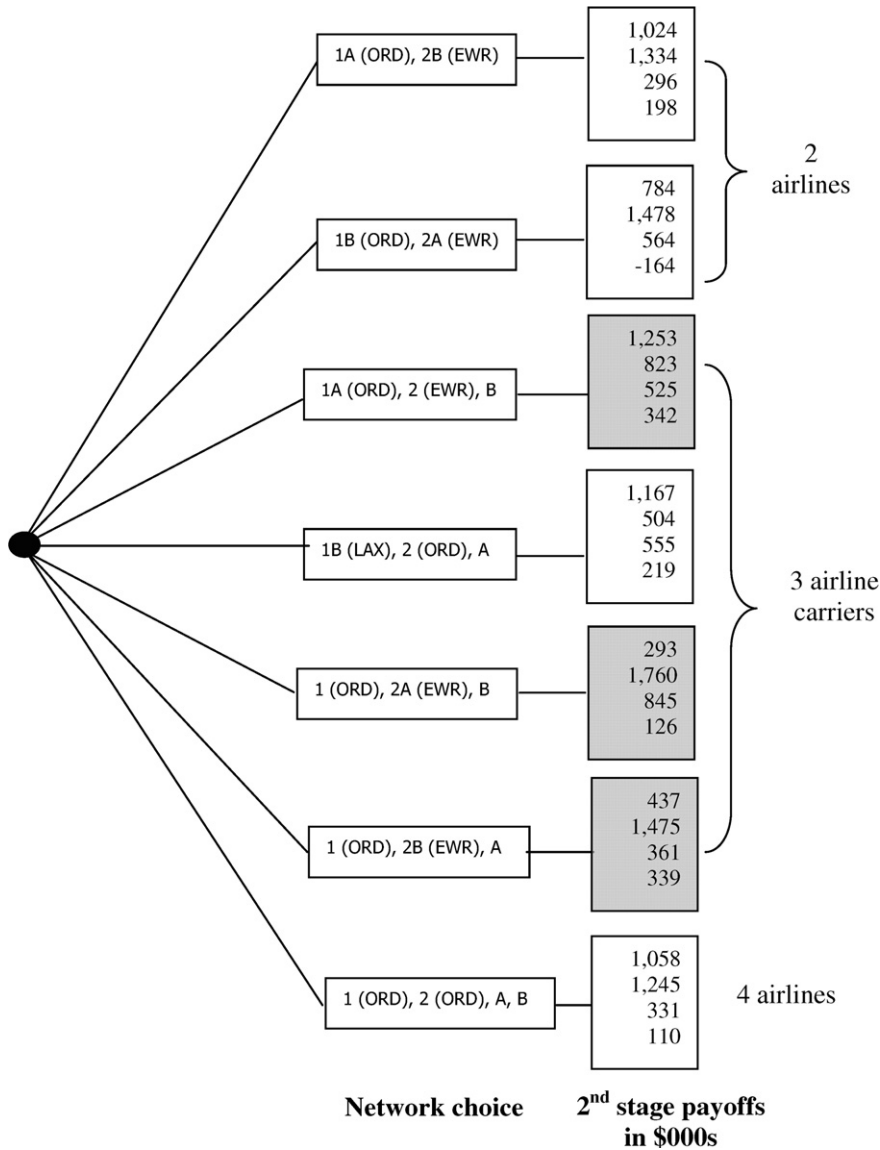 1A (ORD), 2B (EWR)
1,024
1,334
296
198
2
airlines
1B (ORD), 2A (EWR)
784
1,478
564
-164
1A (ORD), 2 (EWR), B
1,253
823
525
342
1B (LAX), 2 (ORD), A
1,167
504
555
219
3 airline
carriers
1 (ORD), 2A (EWR), B
293
1,760
845
126
1 (ORD), 2B (EWR), A
437
1,475
361
339
1 (ORD), 2 (ORD), A, B
1,058
1,245
331
110
4 airlines
Network choice
2nd stage payoffs
in $000s